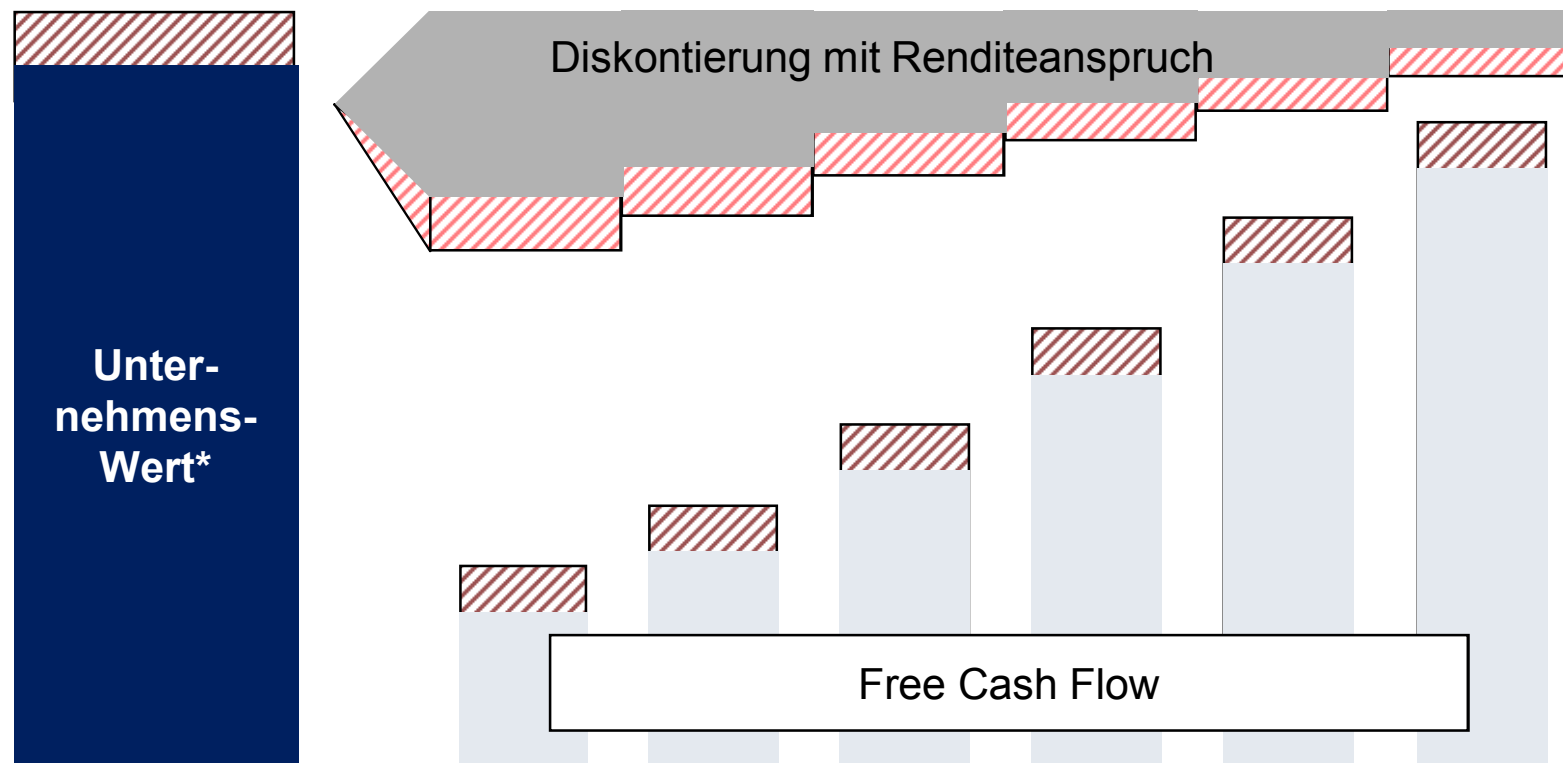 Diskontierung mit Renditeanspruch
Unter-
nehmens-
Wert*
Free Cash Flow